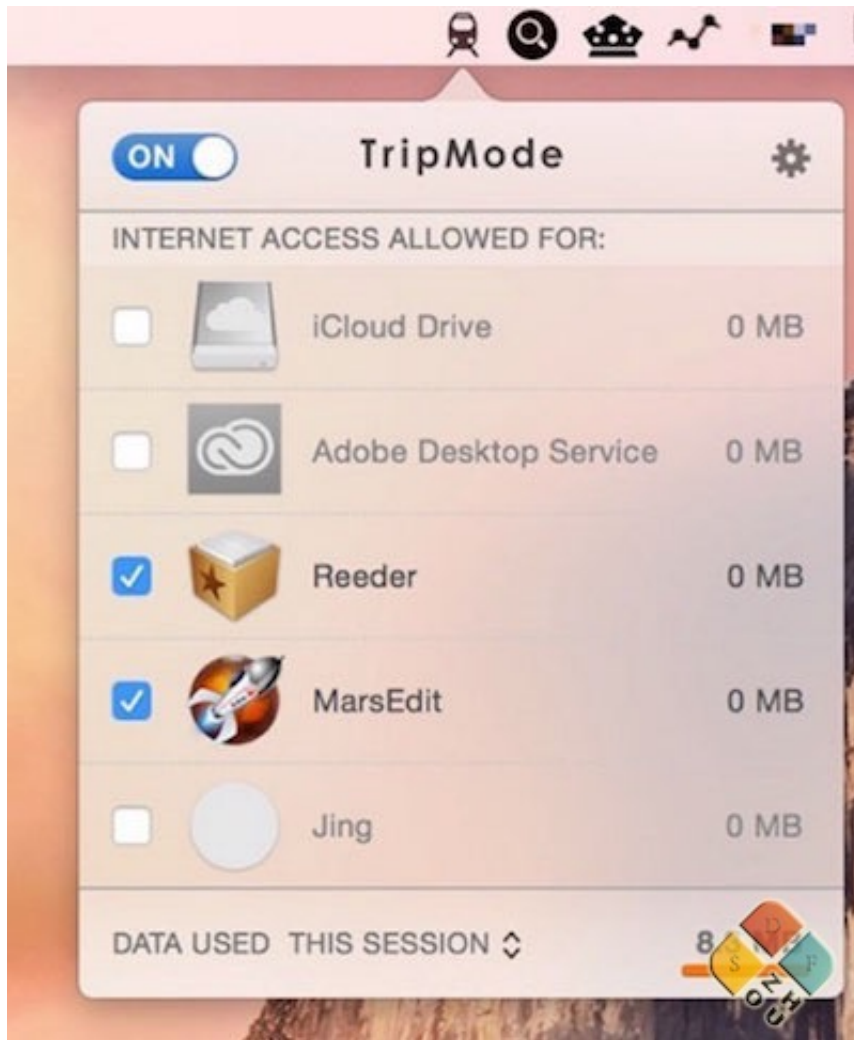 ON TripMode
INTERNET ACCESS ALLOWED FOR:
iCloud Drive 0 MB
Adobe Desktop Service 0 MB
Reeder 0 MB
MarsEdit 0 MB
Jing 0 MB
DATA USED THIS SESSION
D
S F
ZHOU